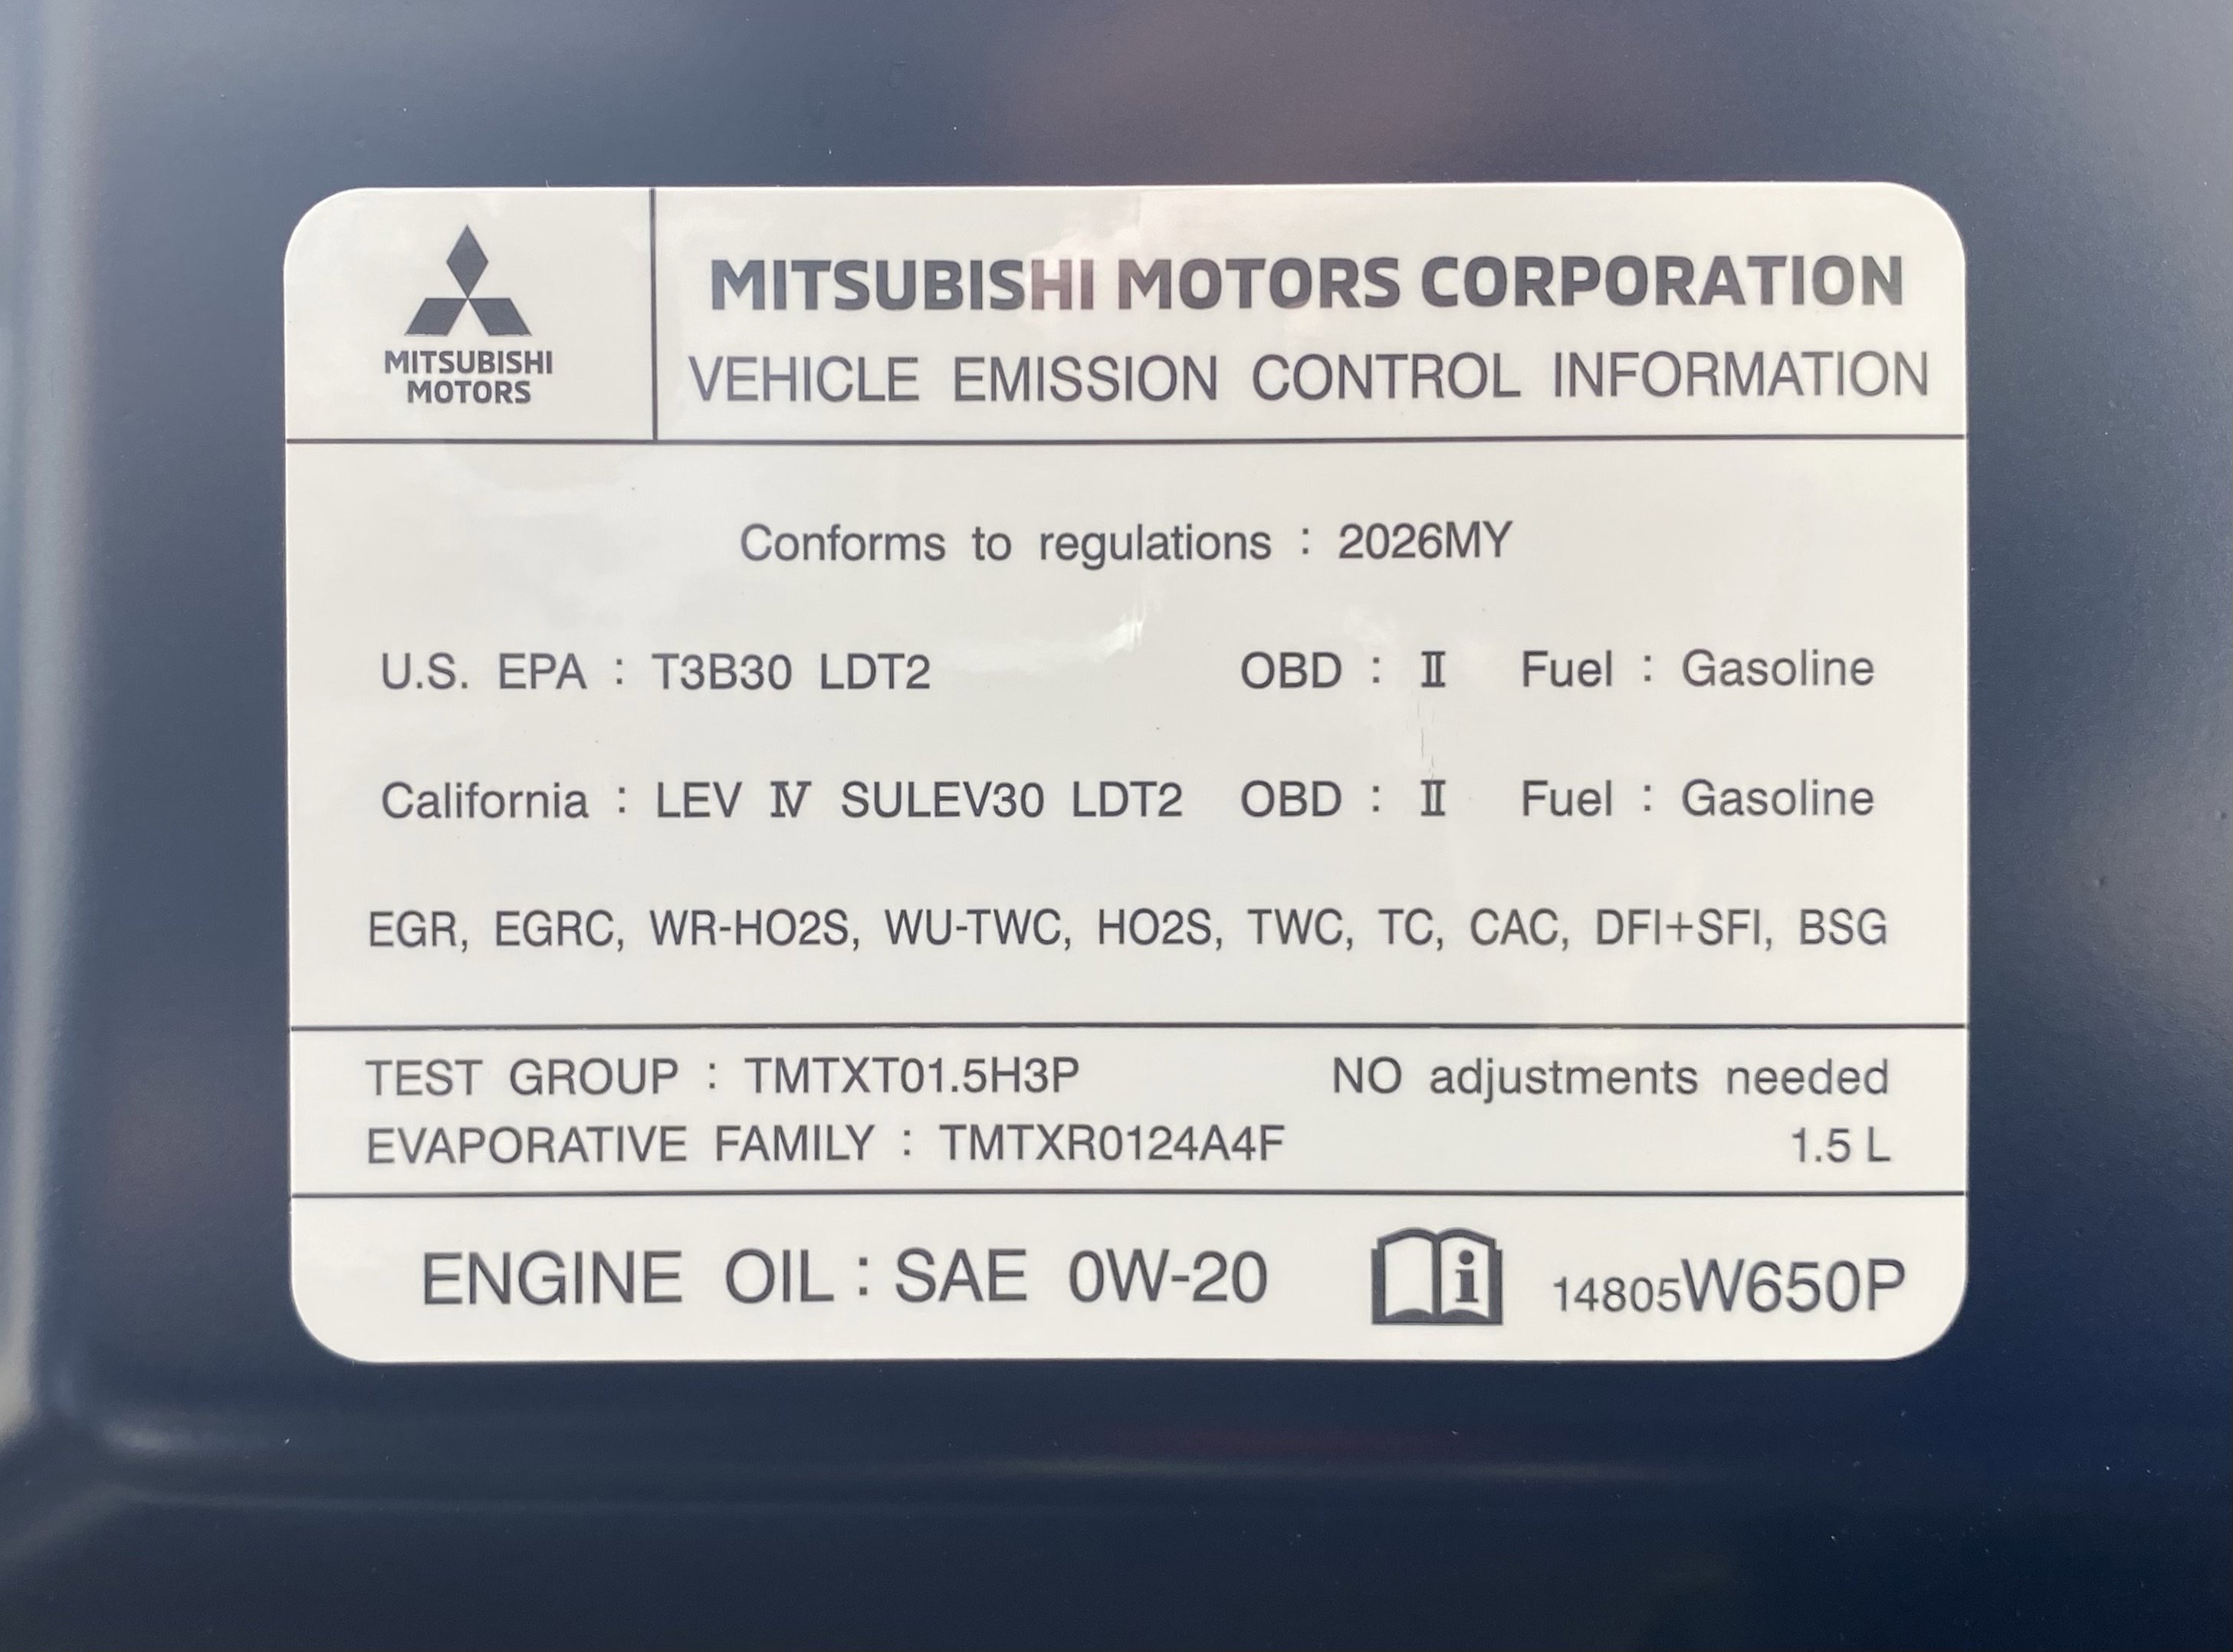 MITSUBISHI
MOTORS
MITSUBISHI MOTORS CORPORATION
VEHICLE EMISSION CONTROL INFORMATION
Conforms to regulations : 2026MY
U.S. EPA : T3B30 LDT2 OBD : Ⅱ Fuel : Gasoline
California : LEV Ⅳ SULEV30 LDT2 OBD : Ⅱ Fuel : Gasoline
EGR, EGRC, WR-HO2S, WU-TWC, HO2S, TWC, TC, CAC, DFI+SFI, BSG
TEST GROUP : TMTXT01.5H3P NO adjustments needed
EVAPORATIVE FAMILY : TMTXR0124A4F 1.5 L
ENGINE OIL : SAE 0W-20 i 14805W650P